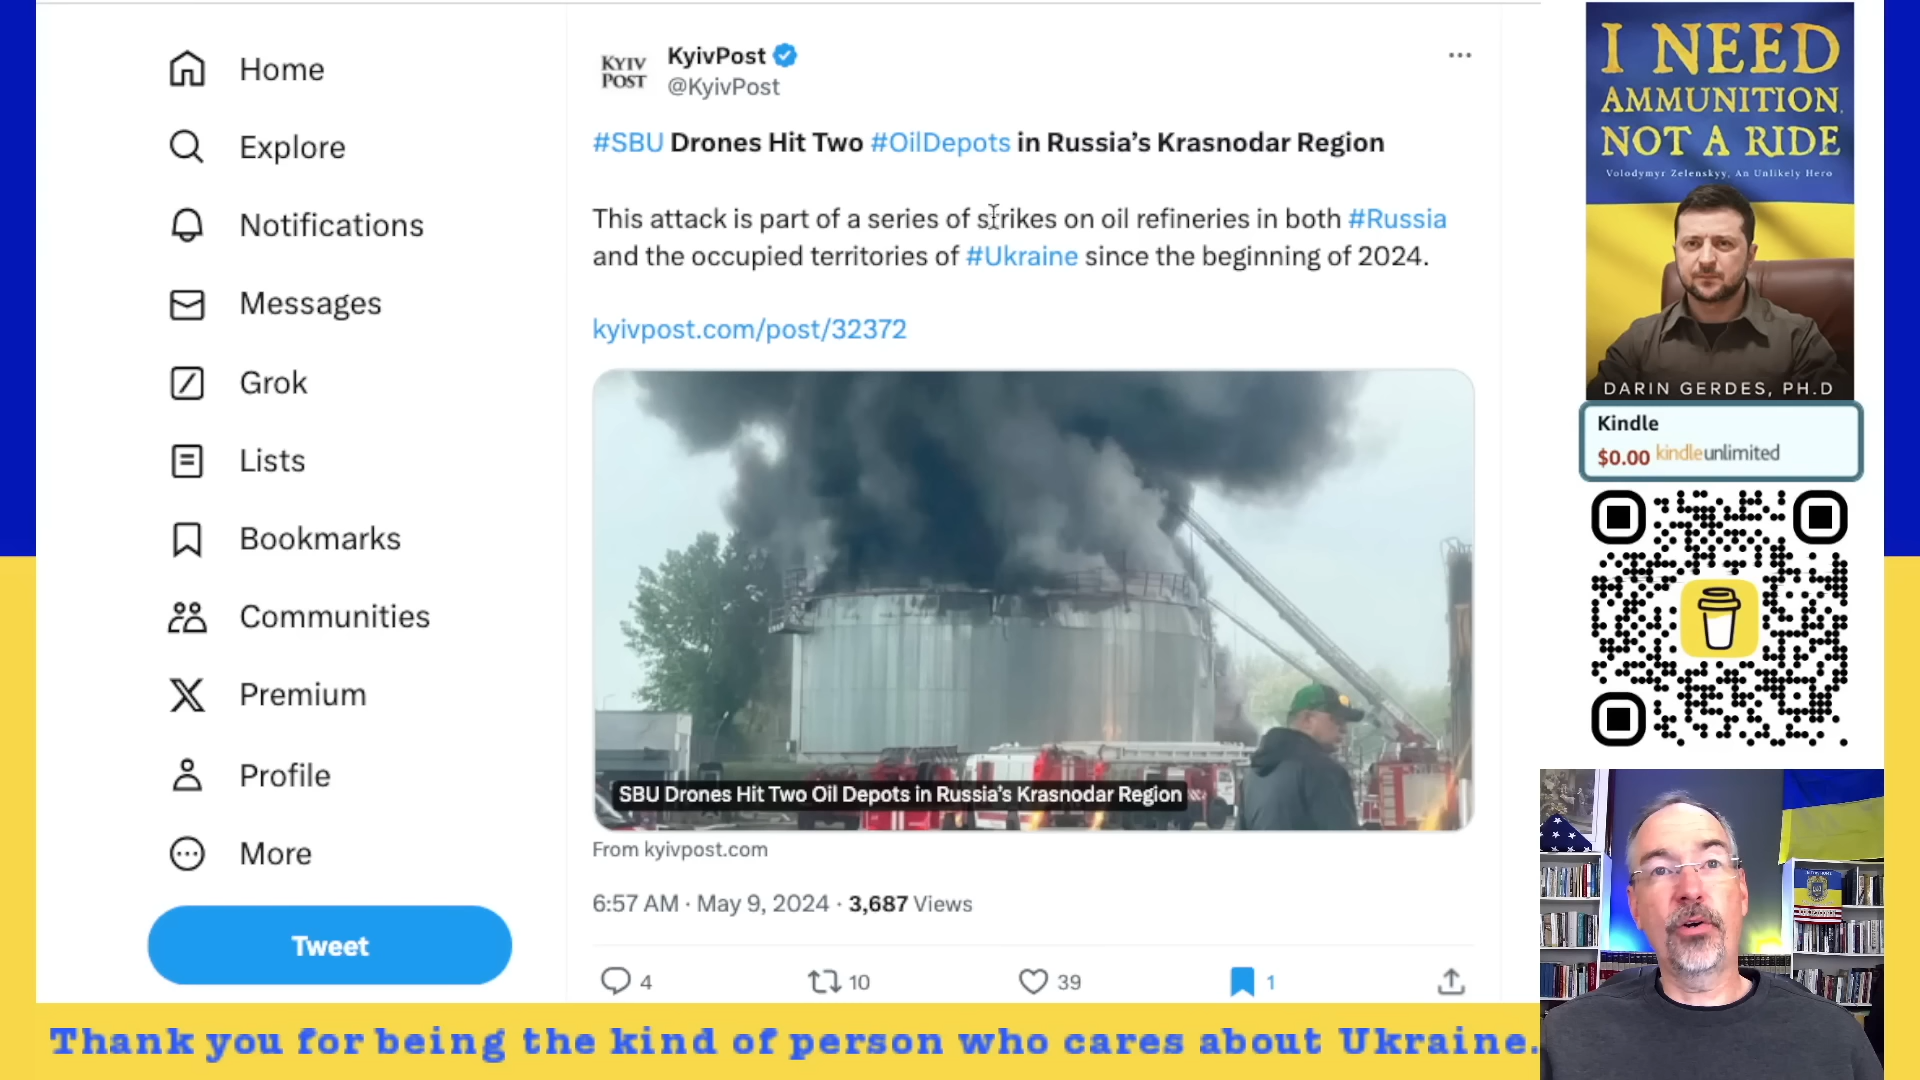 Home
Explore
Notifications
Messages
Grok
Lists
Bookmarks
Communities
Premium
Profile
More
Tweet
KYIV
POST
KyivPost
@KyivPost
#SBU Drones Hit Two #OilDepots in Russia's Krasnodar Region
This attack is part of a series of strikes on oil refineries in both #Russia
and the occupied territories of #Ukraine since the beginning of 2024.
kyivpost.com/post/32372
SBU Drones Hit Two Oil Depots in Russia's Krasnodar Region
From kyivpost.com
6:57 AM · May 9, 2024 · 3,687 Views
4
10
39
1
I NEED
AMMUNITION,
NOT A RIDE
Volodymyr Zelenskyy, An Unlikely Hero
DARIN GERDES, PH.D
Kindle
$0.00 kindleunlimited
Thank you for being the kind of person who cares about Ukraine.